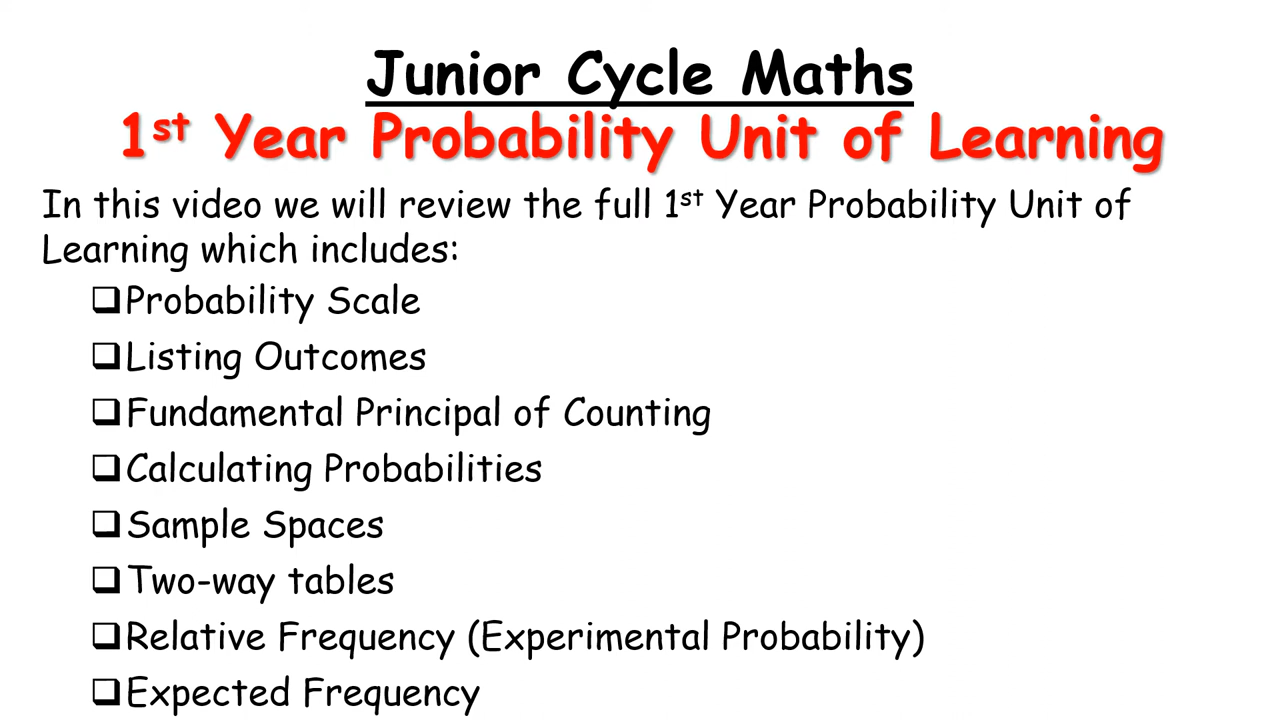 Junior Cycle Maths
1st Year Probability Unit of Learning
In this video we will review the full 1st Year Probability Unit of
Learning which includes:
❑Probability Scale
❑Listing Outcomes
❑Fundamental Principal of Counting
❑Calculating Probabilities
❑Sample Spaces
❑Two-way tables
❑Relative Frequency (Experimental Probability)
❑Expected Frequency